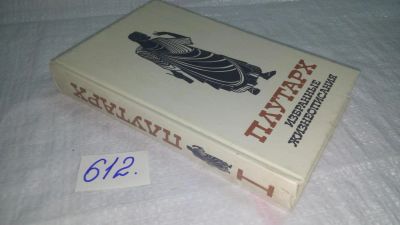 ПЛУТАРХ
ИЗБРАННЫЕ
ЖИЗНЕОПИСАНИЯ
ПЛУТАРХ
I
612.